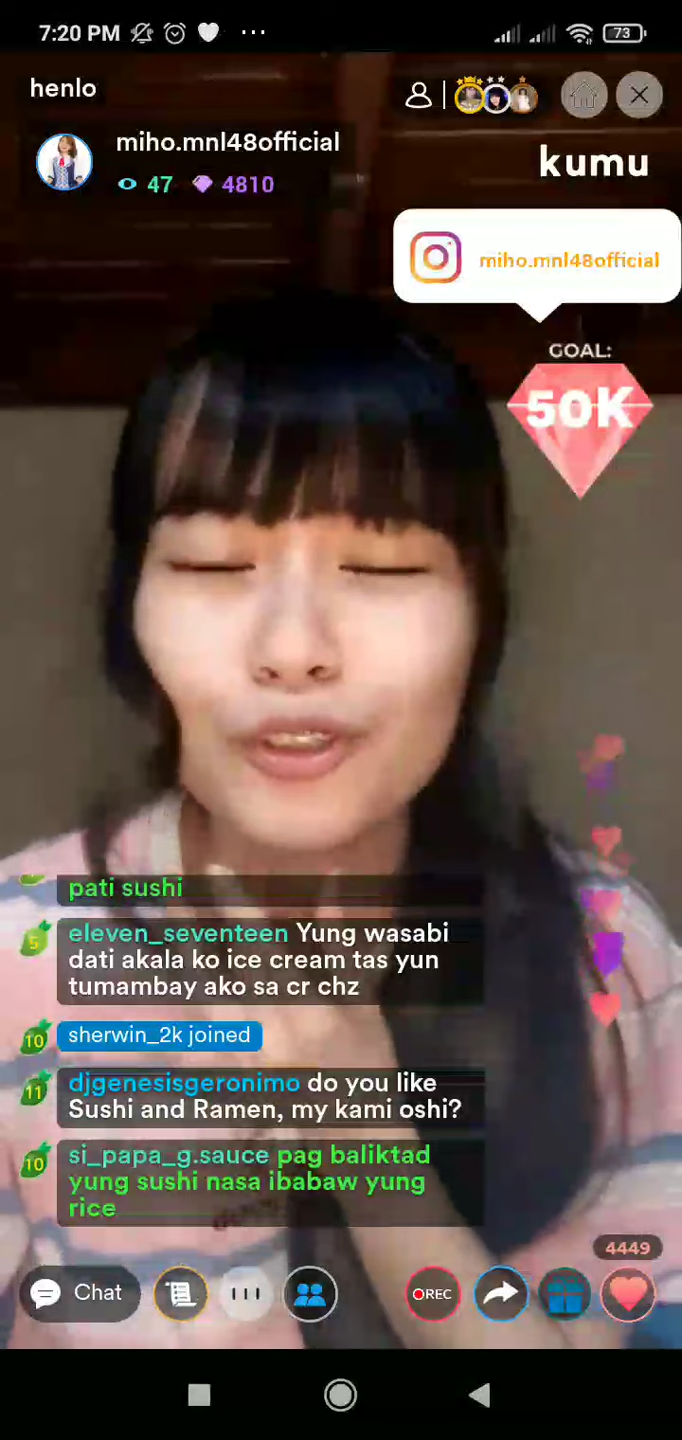 7:20 PM
73
henlo
miho.mnl48official
47 4810
kumu
miho.mnl48official
GOAL:
50K
pati sushi
5 eleven_seventeen Yung wasabi
dati akala ko ice cream tas yun
tumambay ako sa cr chz
10 sherwin_2k joined
11 djgenesisgeronimo do you like
Sushi and Ramen, my kami oshi?
10 si_papa_g.sauce pag baliktad
yung sushi nasa ibabaw yung
rice
4449
Chat
REC